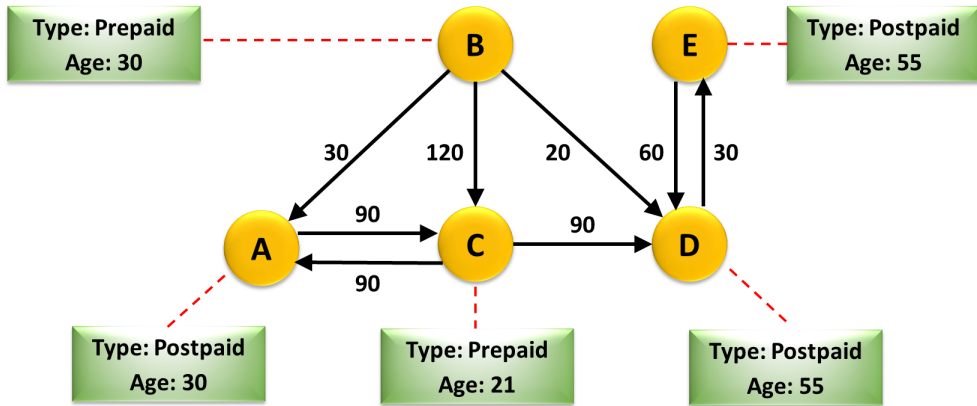 Type: Prepaid
Age: 30
B
E
Type: Postpaid
Age: 55
30
120
20
60
30
A
90
C
90
D
90
Type: Postpaid
Age: 30
Type: Prepaid
Age: 21
Type: Postpaid
Age: 55